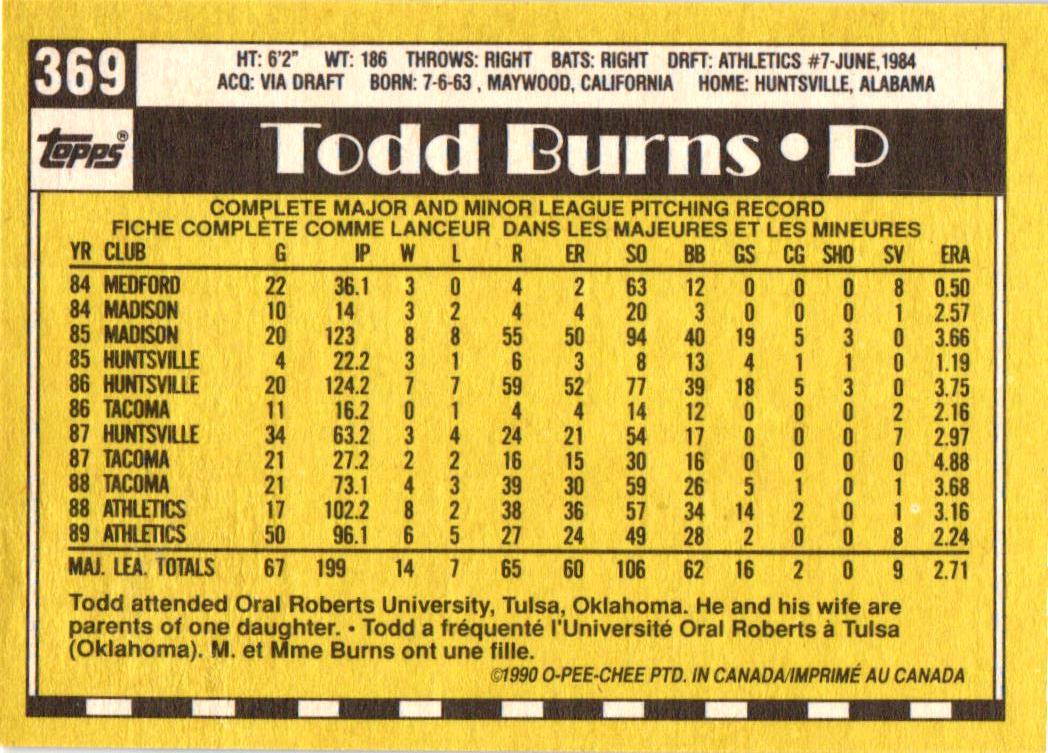 369
HT: 6'2" WT: 186 THROWS: RIGHT BATS: RIGHT DRFT: ATHLETICS #7-JUNE, 1984
ACQ: VIA DRAFT BORN: 7-6-63 , MAYWOOD, CALIFORNIA HOME: HUNTSVILLE, ALABAMA
topps®
Todd Burns • P
COMPLETE MAJOR AND MINOR LEAGUE PITCHING RECORD
FICHE COMPLÈTE COMME LANCEUR DANS LES MAJEURES ET LES MINEURES
YR CLUB G IP W L R ER SO BB GS CG SHO SV ERA
84 MEDFORD 22 36.1 3 0 4 2 63 12 0 0 0 8 0.50
84 MADISON 10 14 3 2 4 4 20 3 0 0 0 1 2.57
85 MADISON 20 123 8 8 55 50 94 40 19 5 3 0 3.66
85 HUNTSVILLE 4 22.2 3 1 6 3 8 13 4 1 1 0 1.19
86 HUNTSVILLE 20 124.2 7 7 59 52 77 39 18 5 3 0 3.75
86 TACOMA 11 16.2 0 1 4 4 14 12 0 0 0 2 2.16
87 HUNTSVILLE 34 63.2 3 4 24 21 54 17 0 0 0 7 2.97
87 TACOMA 21 27.2 2 2 16 15 30 16 0 0 0 0 4.88
88 TACOMA 21 73.1 4 3 39 30 59 26 5 1 0 1 3.68
88 ATHLETICS 17 102.2 8 2 38 36 57 34 14 2 0 1 3.16
89 ATHLETICS 50 96.1 6 5 27 24 49 28 2 0 0 8 2.24
MAJ. LEA. TOTALS 67 199 14 7 65 60 106 62 16 2 0 9 2.71
Todd attended Oral Roberts University, Tulsa, Oklahoma. He and his wife are
parents of one daughter. • Todd a fréquenté l'Université Oral Roberts à Tulsa
(Oklahoma). M. et Mme Burns ont une fille.
©1990 O-PEE-CHEE PTD. IN CANADA/IMPRIMÉ AU CANADA